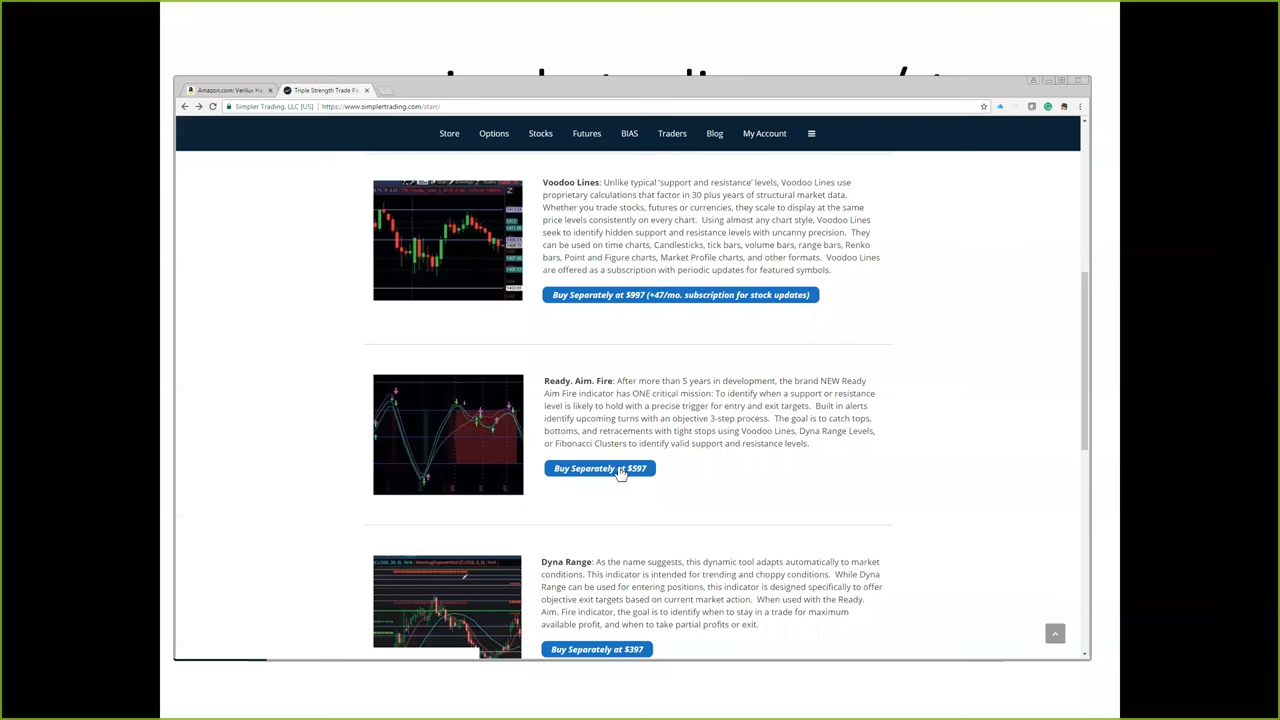 Amazon.com: Verilux H
Triple Strength Trade Fo
Simpler Trading, LLC [US] | https://www.simplertrading.com/starr/
Store Options Stocks Futures BIAS Traders Blog My Account
Voodoo Lines: Unlike typical 'support and resistance' levels, Voodoo Lines use
proprietary calculations that factor in 30 plus years of structural market data.
Whether you trade stocks, futures or currencies, they scale to display at the same
price levels consistently on every chart. Using almost any chart style, Voodoo Lines
seek to identify hidden support and resistance levels with uncanny precision. They
can be used on time charts, Candlesticks, tick bars, volume bars, range bars, Renko
bars, Point and Figure charts, Market Profile charts, and other formats. Voodoo Lines
are offered as a subscription with periodic updates for featured symbols.
Buy Separately at $997 (+47/mo. subscription for stock updates)
Ready. Aim. Fire: After more than 5 years in development, the brand NEW Ready
Aim Fire indicator has ONE critical mission: To identify when a support or resistance
level is likely to hold with a precise trigger for entry and exit targets. Built in alerts
identify upcoming turns with an objective 3-step process. The goal is to catch tops,
bottoms, and retracements with tight stops using Voodoo Lines, Dyna Range Levels,
or Fibonacci Clusters to identify valid support and resistance levels.
Buy Separately at $597
Dyna Range: As the name suggests, this dynamic tool adapts automatically to market
conditions. This indicator is intended for trending and choppy conditions. While Dyna
Range can be used for entering positions, this indicator is designed specifically to offer
objective exit targets based on current market action. When used with the Ready.
Aim. Fire indicator, the goal is to identify when to stay in a trade for maximum
available profit, and when to take partial profits or exit.
Buy Separately at $397